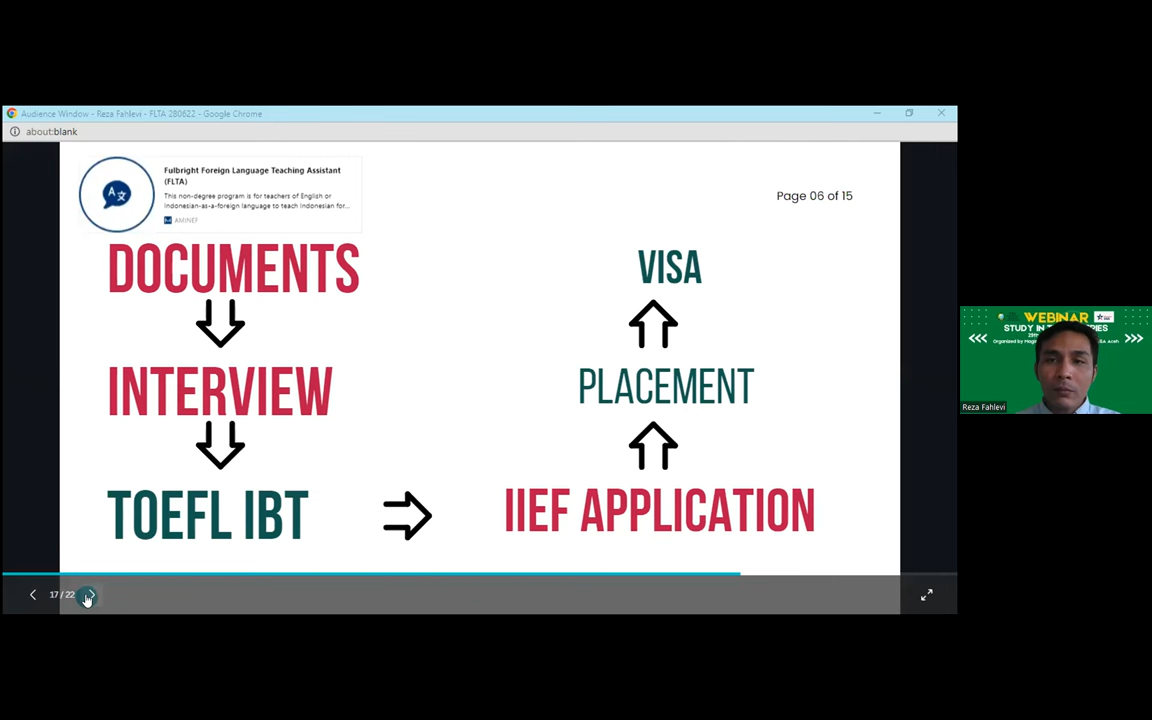 Audience Window - Reza Fahlevi - FLTA 280622 - Google Chrome
about:blank
Fulbright Foreign Language Teaching Assistant
(FLTA)
This non-degree program is for teachers of English or
Indonesian-as-a-foreign language to teach Indonesian for...
AMINEF
Page 06 of 15
DOCUMENTS
INTERVIEW
TOEFL IBT
IIEF APPLICATION
PLACEMENT
VISA
17 / 22
WEBINAR
STUDY IN
Reza Fahlevi